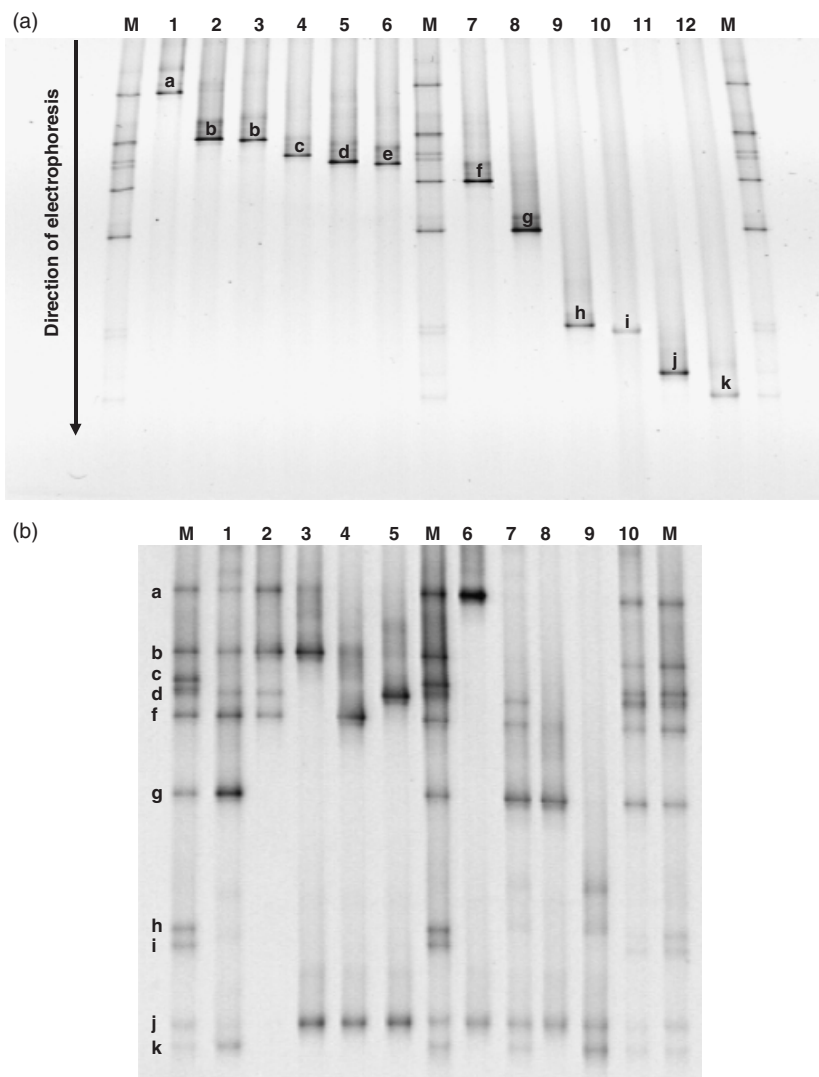 (a)
M 1 2 3 4 5 6 M 7 8 9 10 11 12 M
Direction of electrophoresis
a
b b
c d e
f
g
h i
j
k
(b)
M 1 2 3 4 5 M 6 7 8 9 10 M
a
b
c
d
f
g
h
i
j
k